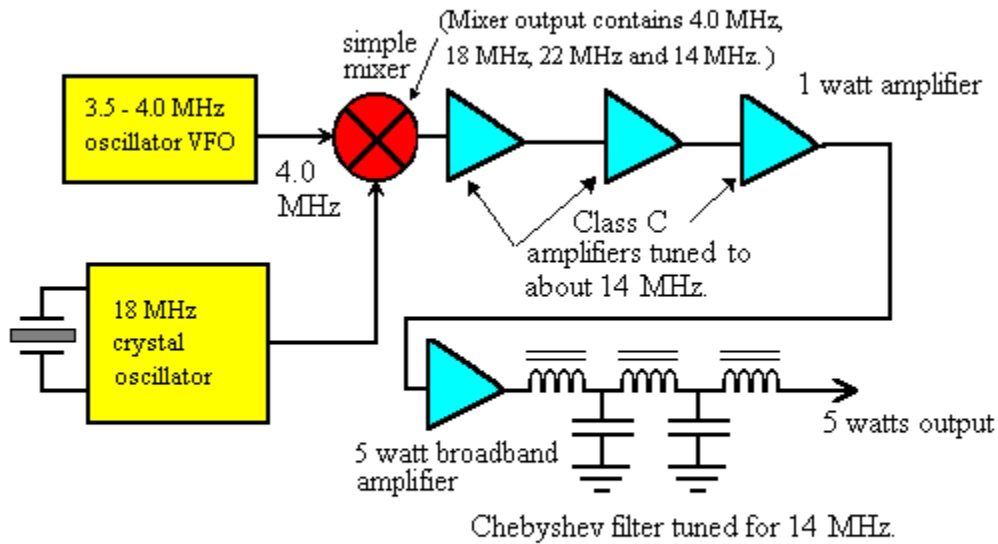 (Mixer output contains 4.0 MHz,
18 MHz, 22 MHz and 14 MHz. )
simple
mixer
1 watt amplifier
3.5 - 4.0 MHz
oscillator VFO
4.0
MHz
Class C
amplifiers tuned to
about 14 MHz.
18 MHz
crystal
oscillator
5 watts output
5 watt broadband
amplifier
Chebyshev filter tuned for 14 MHz.